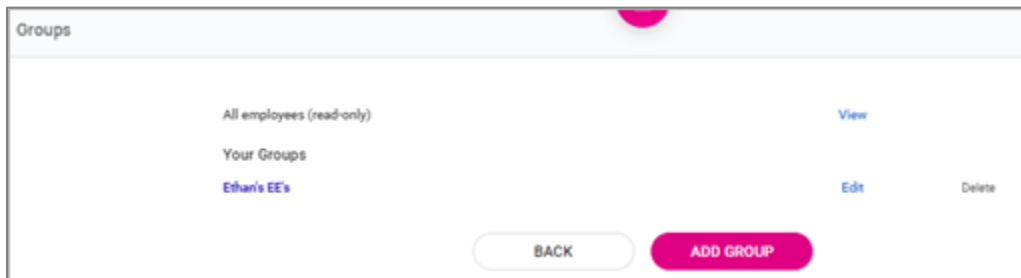 Groups
All employees (read-only) View
Your Groups
Ethan's EE's Edit Delete
BACK ADD GROUP